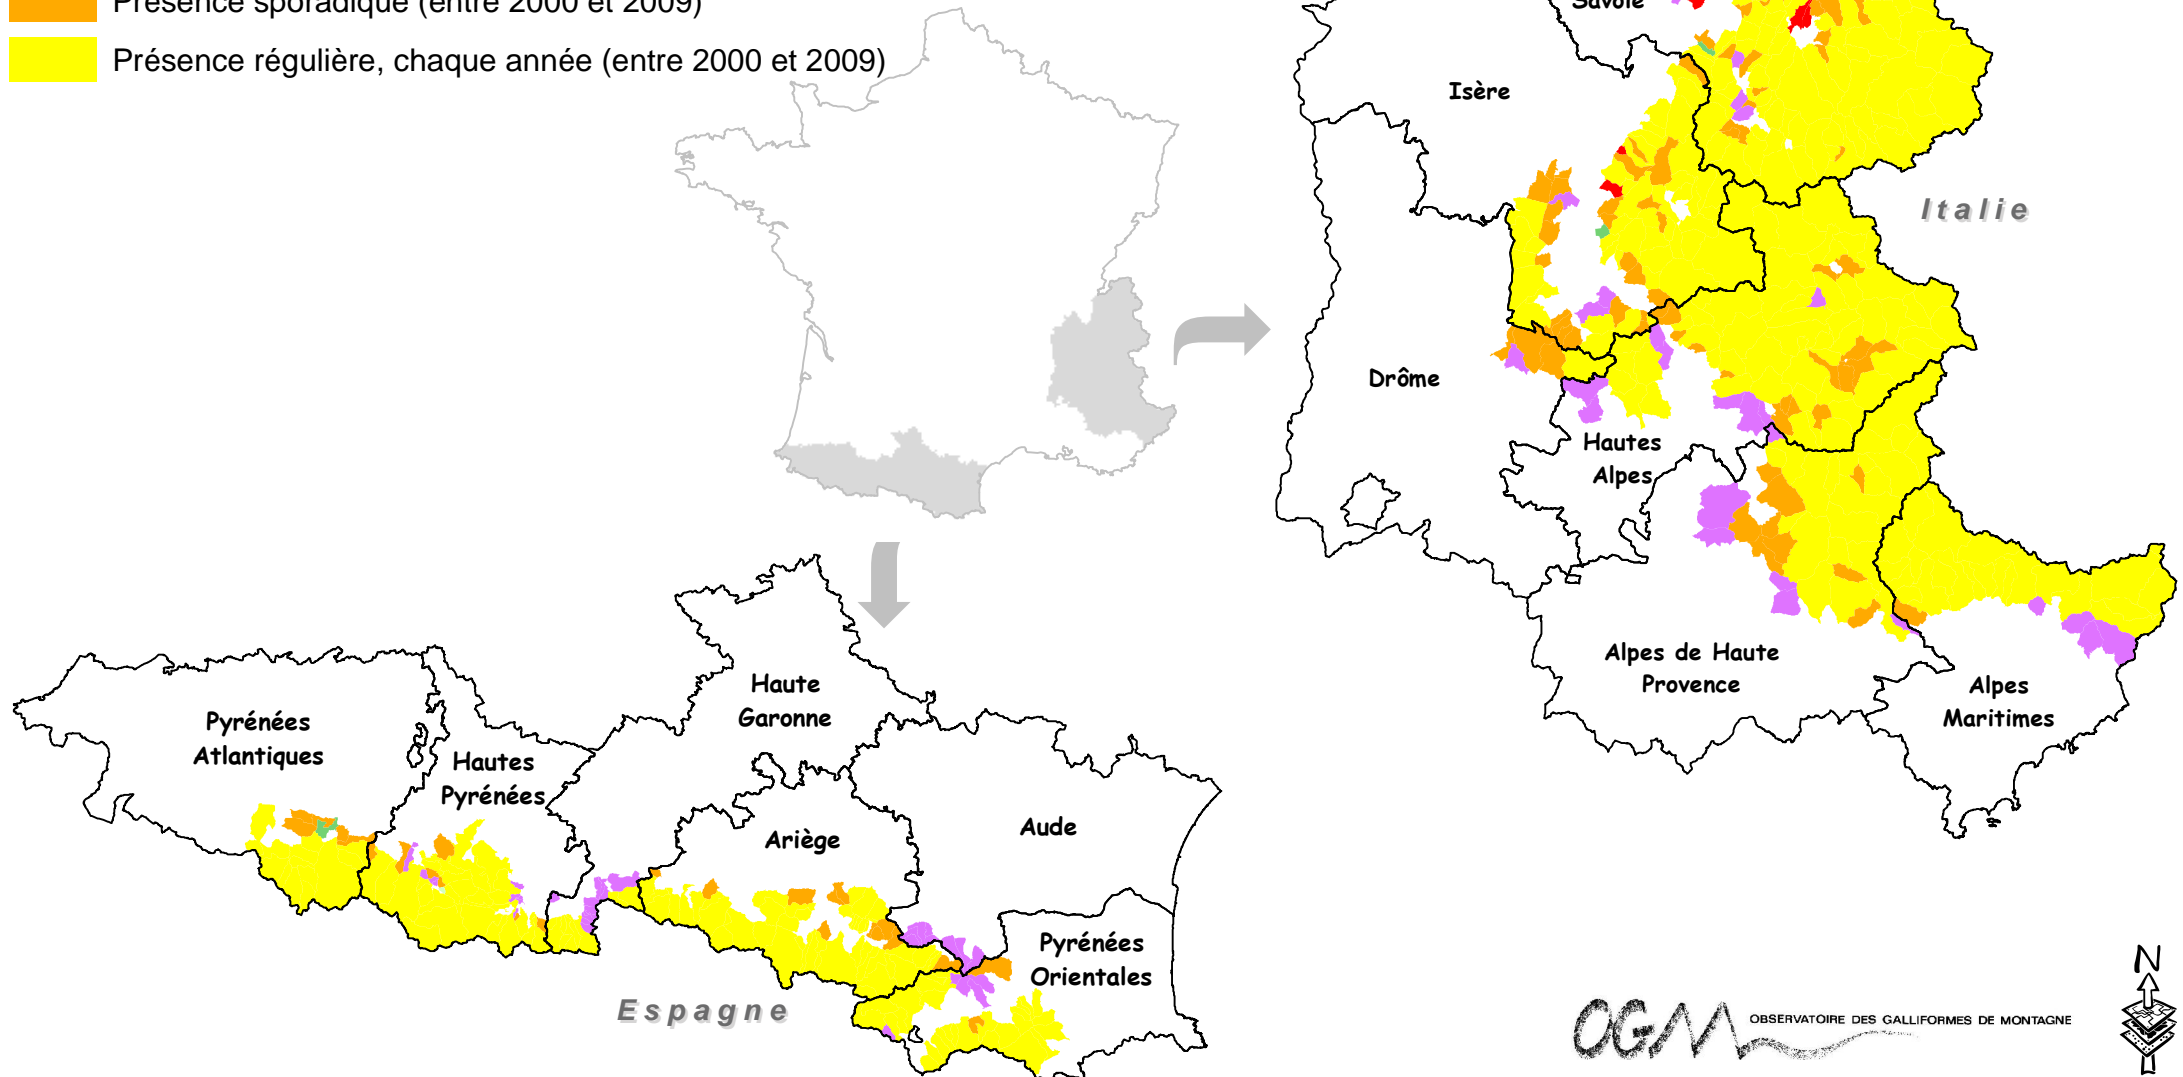 Présence sporadique (entre 2000 et 2009)
Présence régulière, chaque année (entre 2000 et 2009)
Savoie
Isère
Italie
Drôme
Hautes
Alpes
Alpes de Haute
Provence
Alpes
Maritimes
Haute
Garonne
Pyrénées
Atlantiques
Hautes
Pyrénées
Ariège
Aude
Pyrénées
Orientales
Espagne
OGM
OBSERVATOIRE DES GALLIFORMES DE MONTAGNE
N